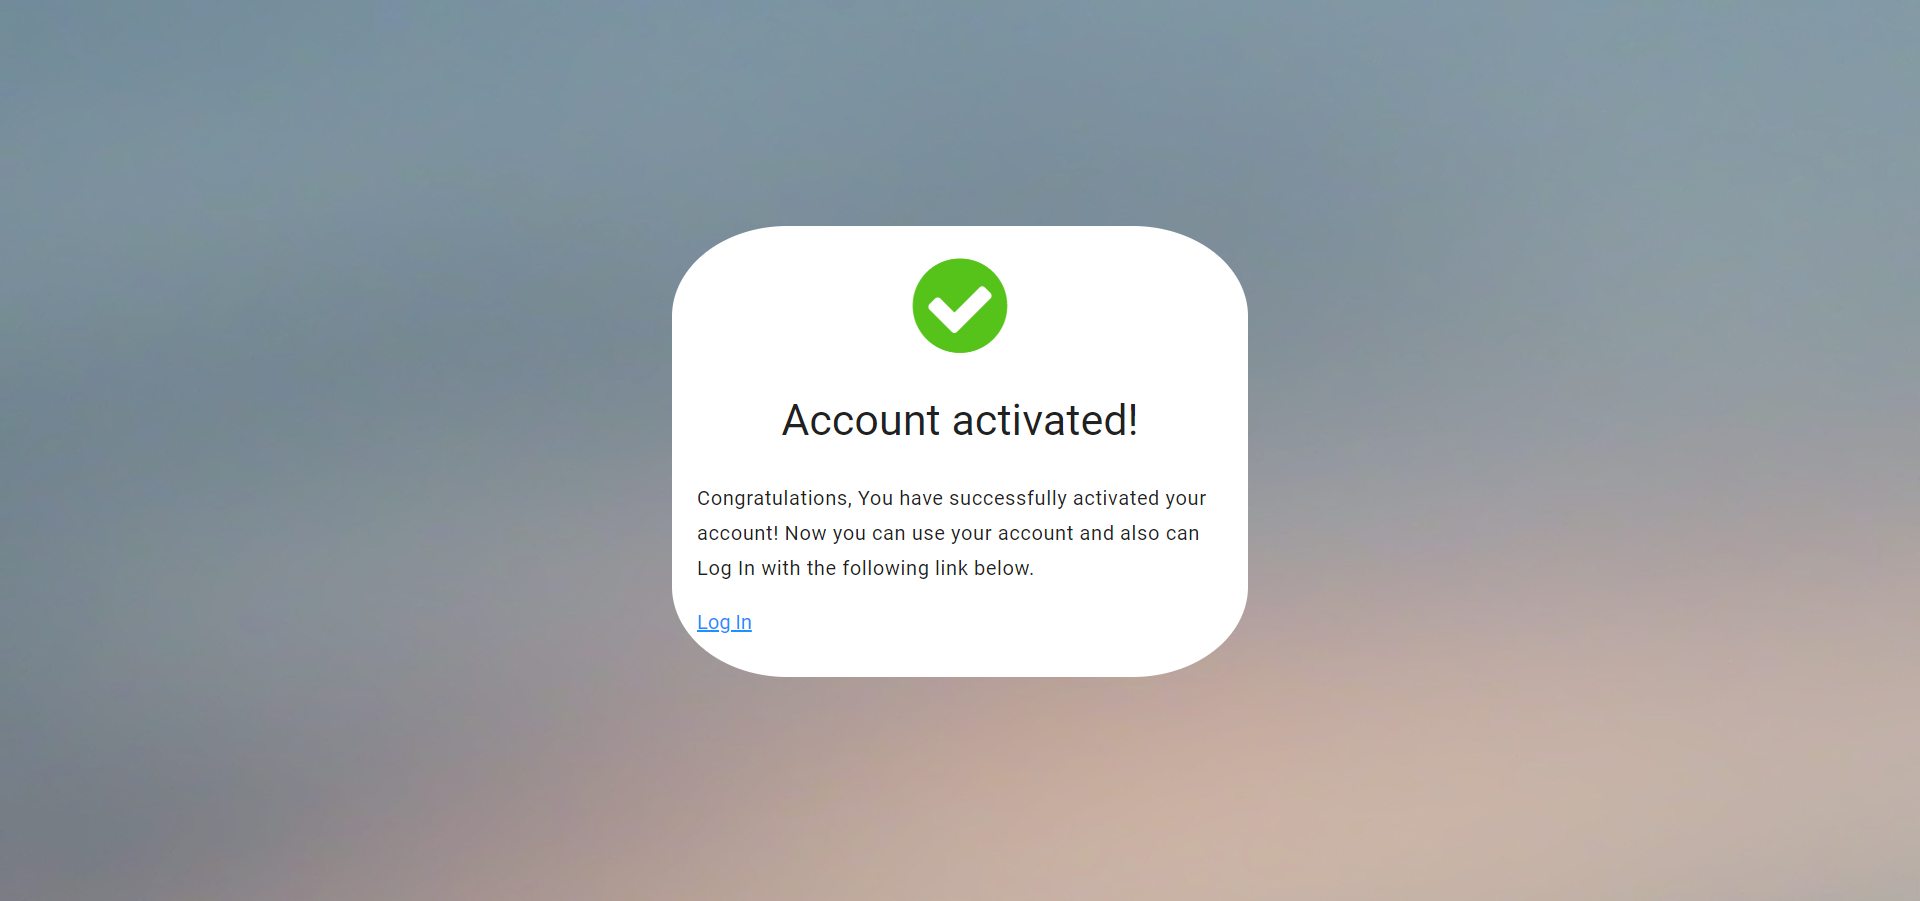 Account activated!
Congratulations, You have successfully activated your
account! Now you can use your account and also can
Log In with the following link below.
Log In